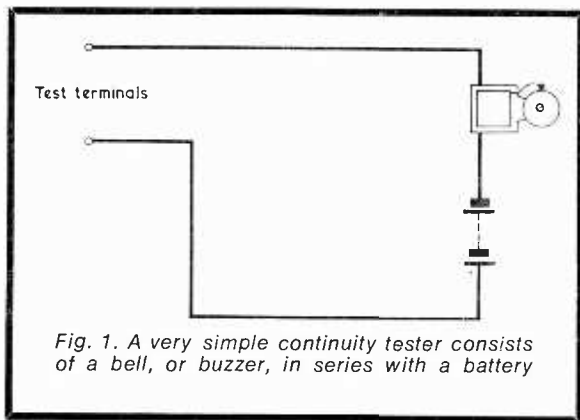 Test terminals
Fig. 1. A very simple continuity tester consists
of a bell, or buzzer, in series with a battery